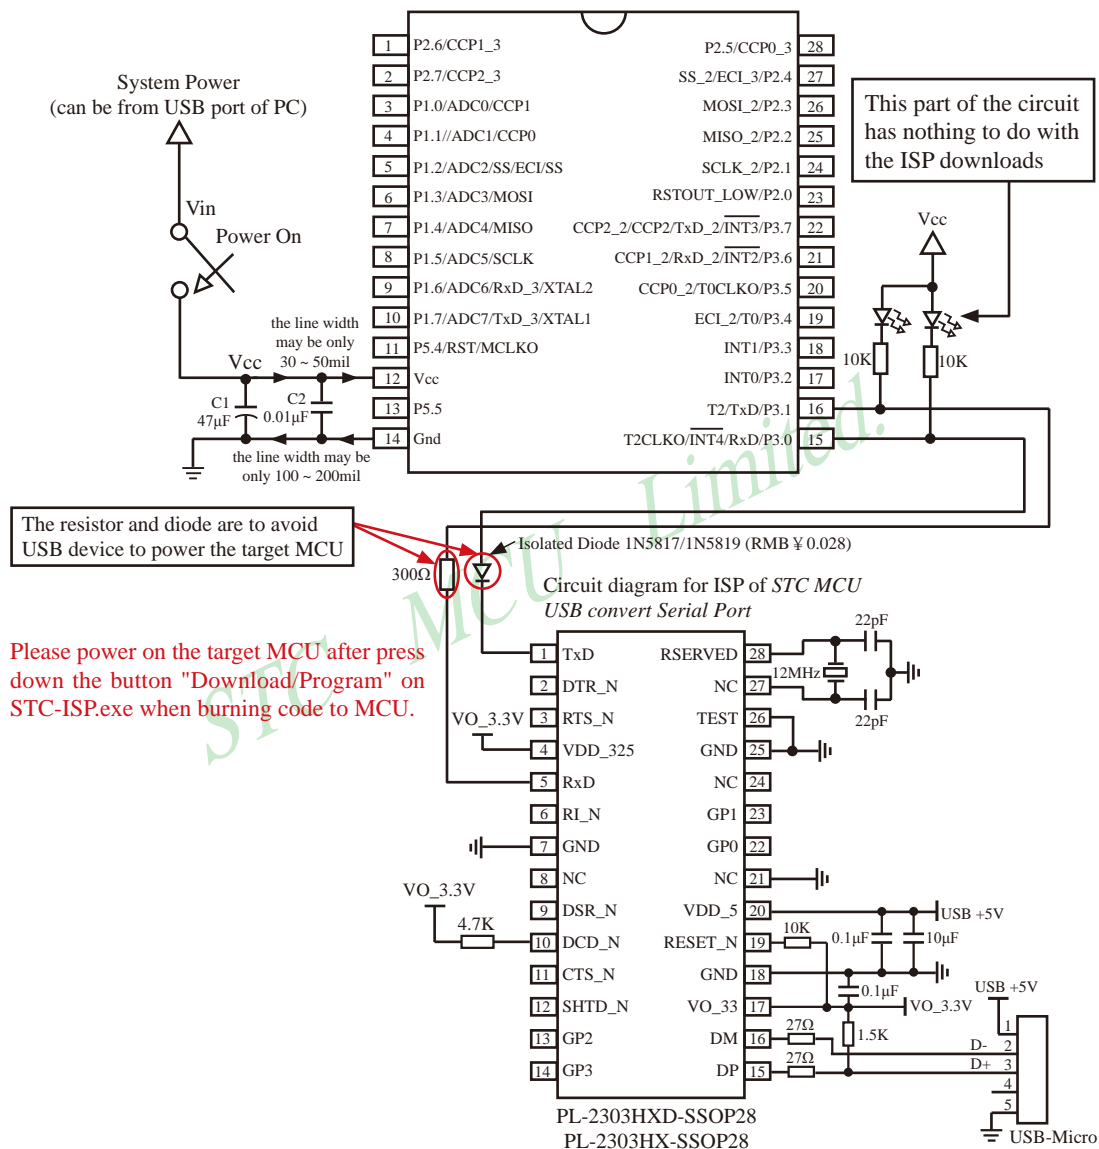 System Power
(can be from USB port of PC)
Vin
Power On
the line width
may be only
30 ~ 50mil
Vcc
C1
47μF
C2
0.01μF
the line width may be
only 100 ~ 200mil
1 P2.6/CCP1_3
2 P2.7/CCP2_3
3 P1.0/ADC0/CCP1
4 P1.1//ADC1/CCP0
5 P1.2/ADC2/SS/ECI/SS
6 P1.3/ADC3/MOSI
7 P1.4/ADC4/MISO
8 P1.5/ADC5/SCLK
9 P1.6/ADC6/RxD_3/XTAL2
10 P1.7/ADC7/TxD_3/XTAL1
11 P5.4/RST/MCLKO
12 Vcc
13 P5.5
14 Gnd
P2.5/CCP0_3 28
SS_2/ECI_3/P2.4 27
MOSI_2/P2.3 26
MISO_2/P2.2 25
SCLK_2/P2.1 24
RSTOUT_LOW/P2.0 23
CCP2_2/CCP2/TxD_2/INT3/P3.7 22
CCP1_2/RxD_2/INT2/P3.6 21
CCP0_2/T0CLKO/P3.5 20
ECI_2/T0/P3.4 19
INT1/P3.3 18
INT0/P3.2 17
T2/TxD/P3.1 16
T2CLKO/INT4/RxD/P3.0 15
This part of the circuit
has nothing to do with
the ISP downloads
Vcc
10K
10K
The resistor and diode are to avoid
USB device to power the target MCU
300Ω
Isolated Diode 1N5817/1N5819 (RMB ¥ 0.028)
Circuit diagram for ISP of STC MCU
USB convert Serial Port
Please power on the target MCU after press
down the button "Download/Program" on
STC-ISP.exe when burning code to MCU.
STC MCU Limited.
VO_3.3V
VO_3.3V
4.7K
1 TxD
2 DTR_N
3 RTS_N
4 VDD_325
5 RxD
6 RI_N
7 GND
8 NC
9 DSR_N
10 DCD_N
11 CTS_N
12 SHTD_N
13 GP2
14 GP3
RSERVED 28
NC 27
TEST 26
GND 25
NC 24
GP1 23
GP0 22
NC 21
VDD_5 20
RESET_N 19
GND 18
VO_33 17
DM 16
DP 15
22pF
12MHz
22pF
USB +5V
10K
0.1μF
10μF
0.1μF
USB +5V
VO_3.3V
27Ω
1.5K
27Ω
D-
D+
1
2
3
4
5
USB-Micro
PL-2303HXD-SSOP28
PL-2303HX-SSOP28